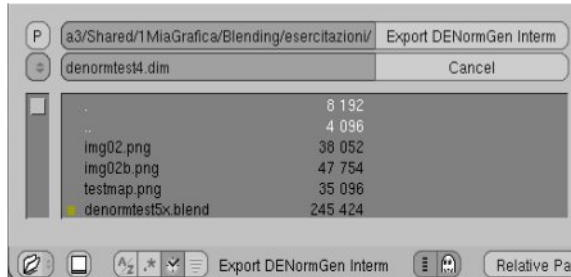 P a3/Shared/1MiaGrafica/Blending/esercitazioni/ Export DENormGen Interm
denormtest4.dim Cancel
. 8 192
.. 4 096
img02.png 38 052
img02b.png 47 754
testmap.png 35 096
denormtest5x.blend 245 424
Export DENormGen Interm Relative Pa